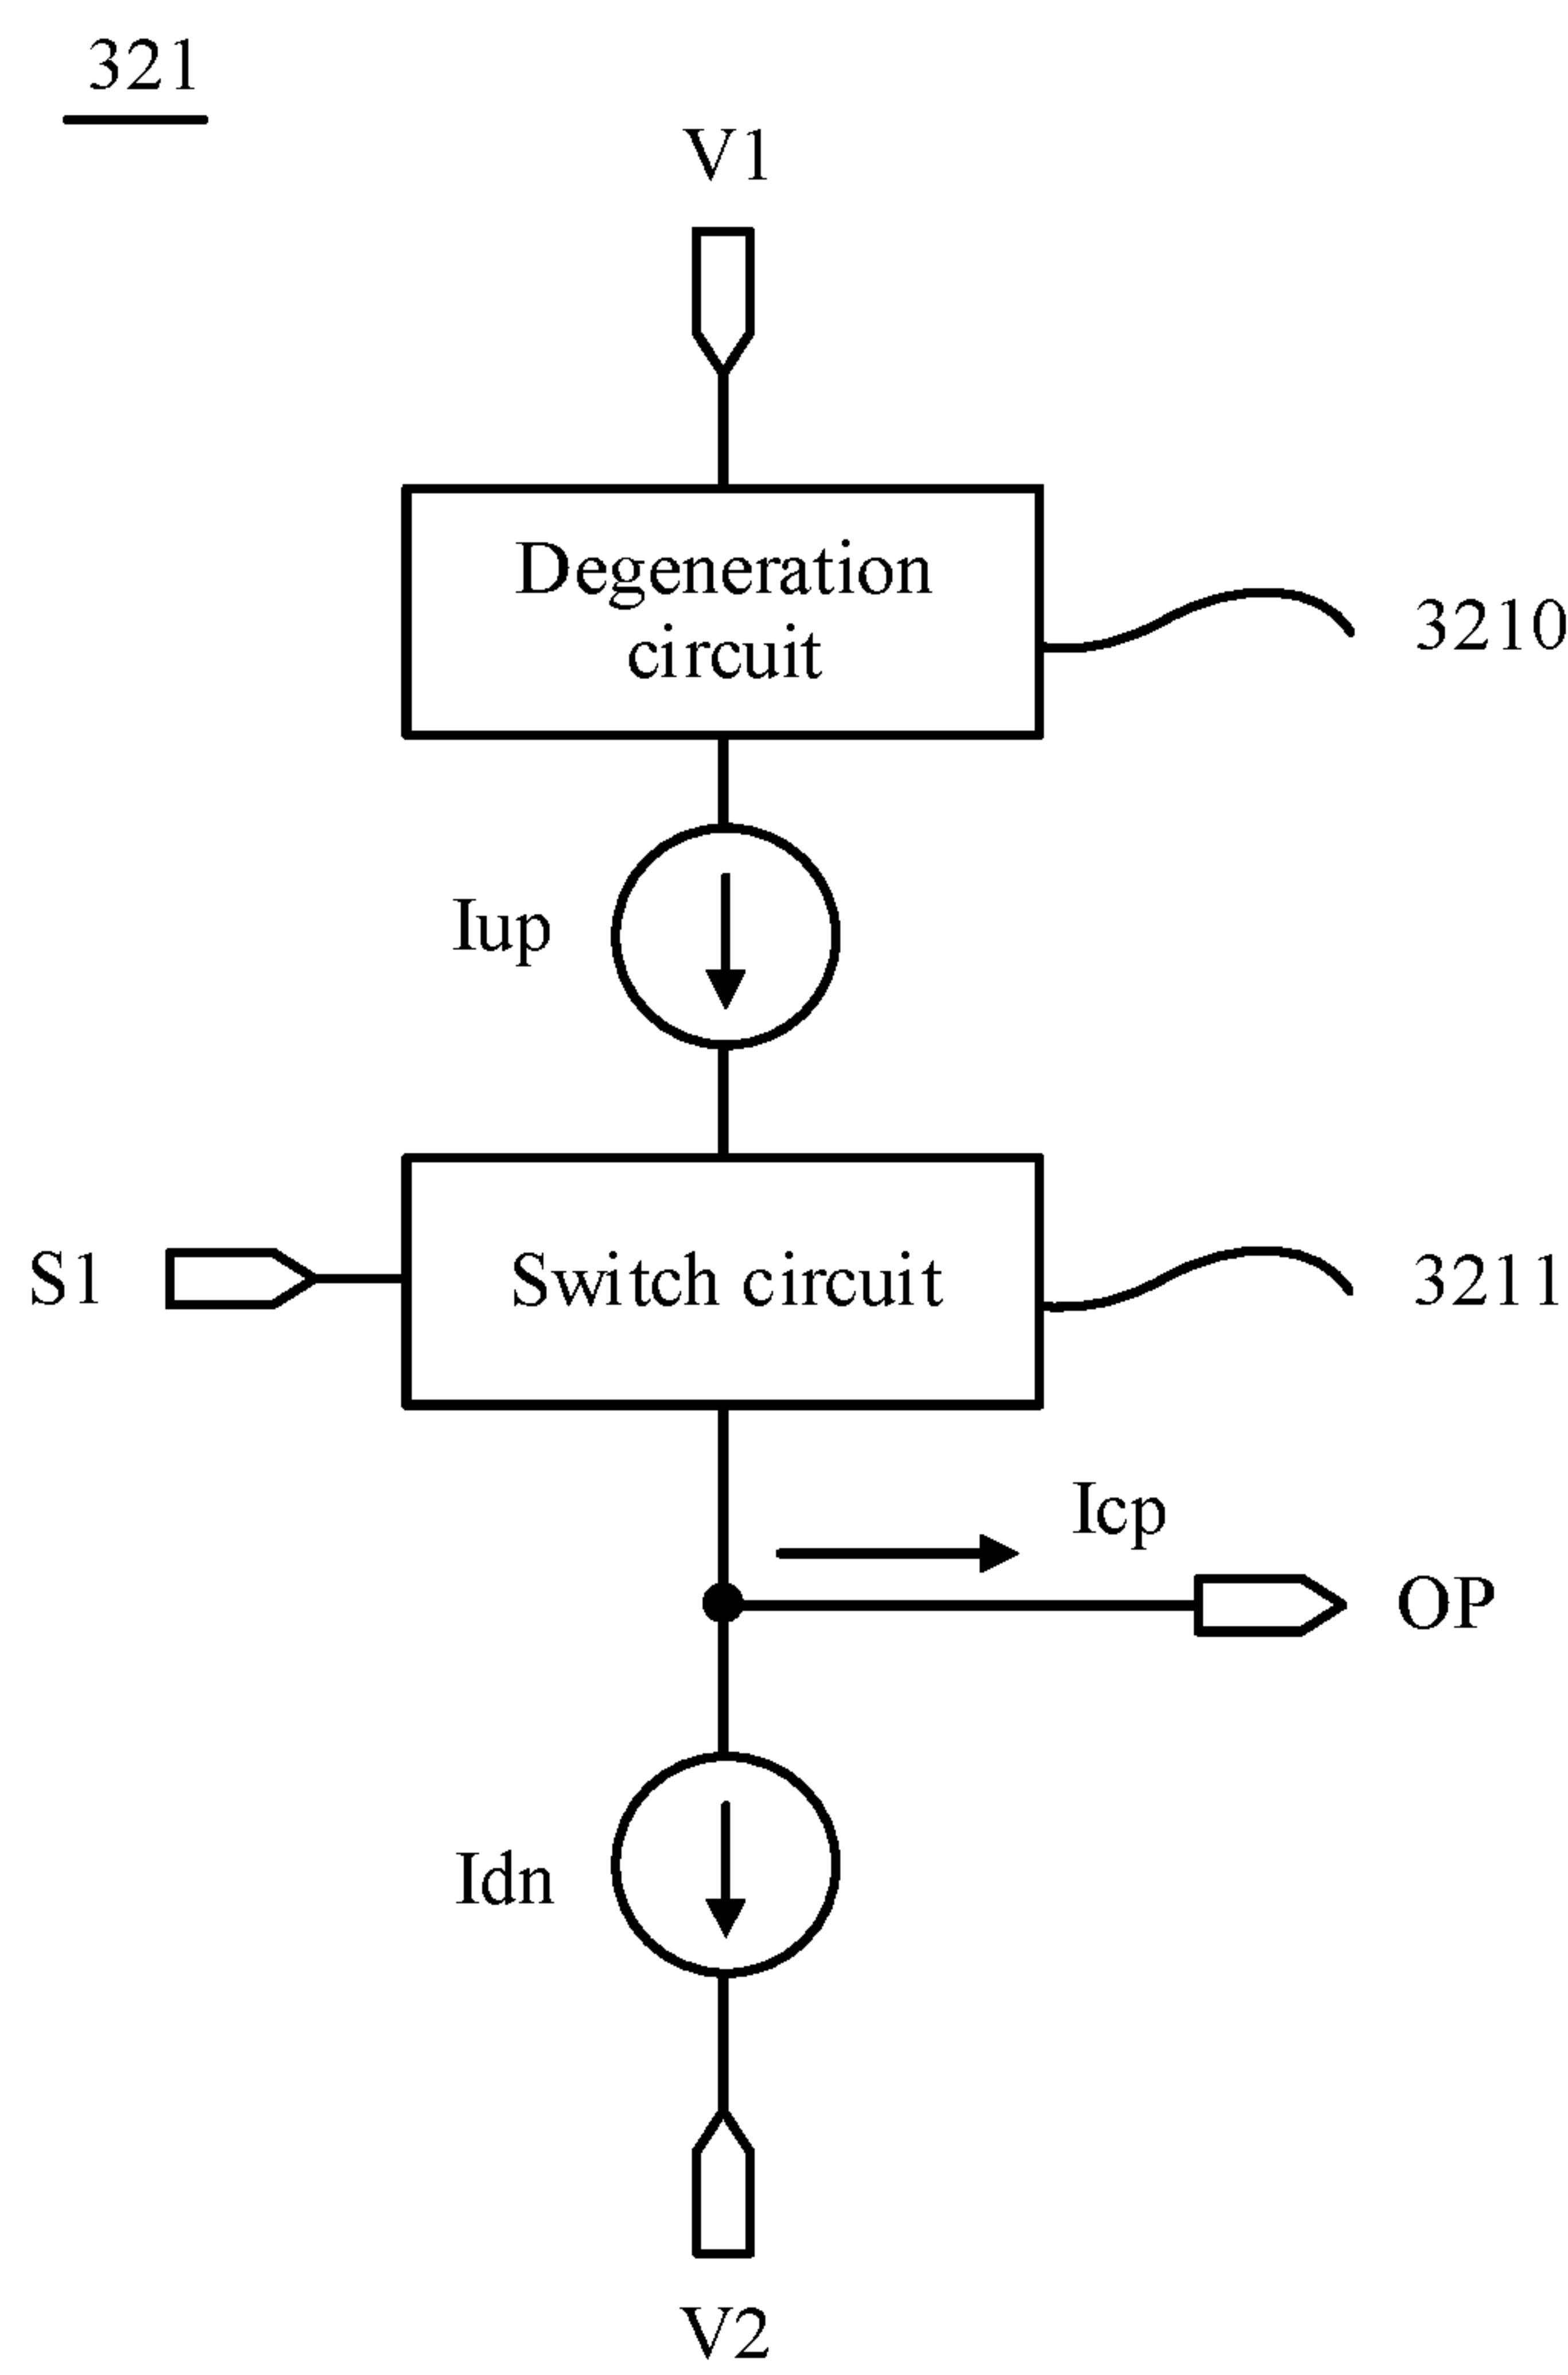 321
V1
Degeneration
circuit
3210
Iup
S1
Switch circuit
3211
Icp
OP
Idn
V2